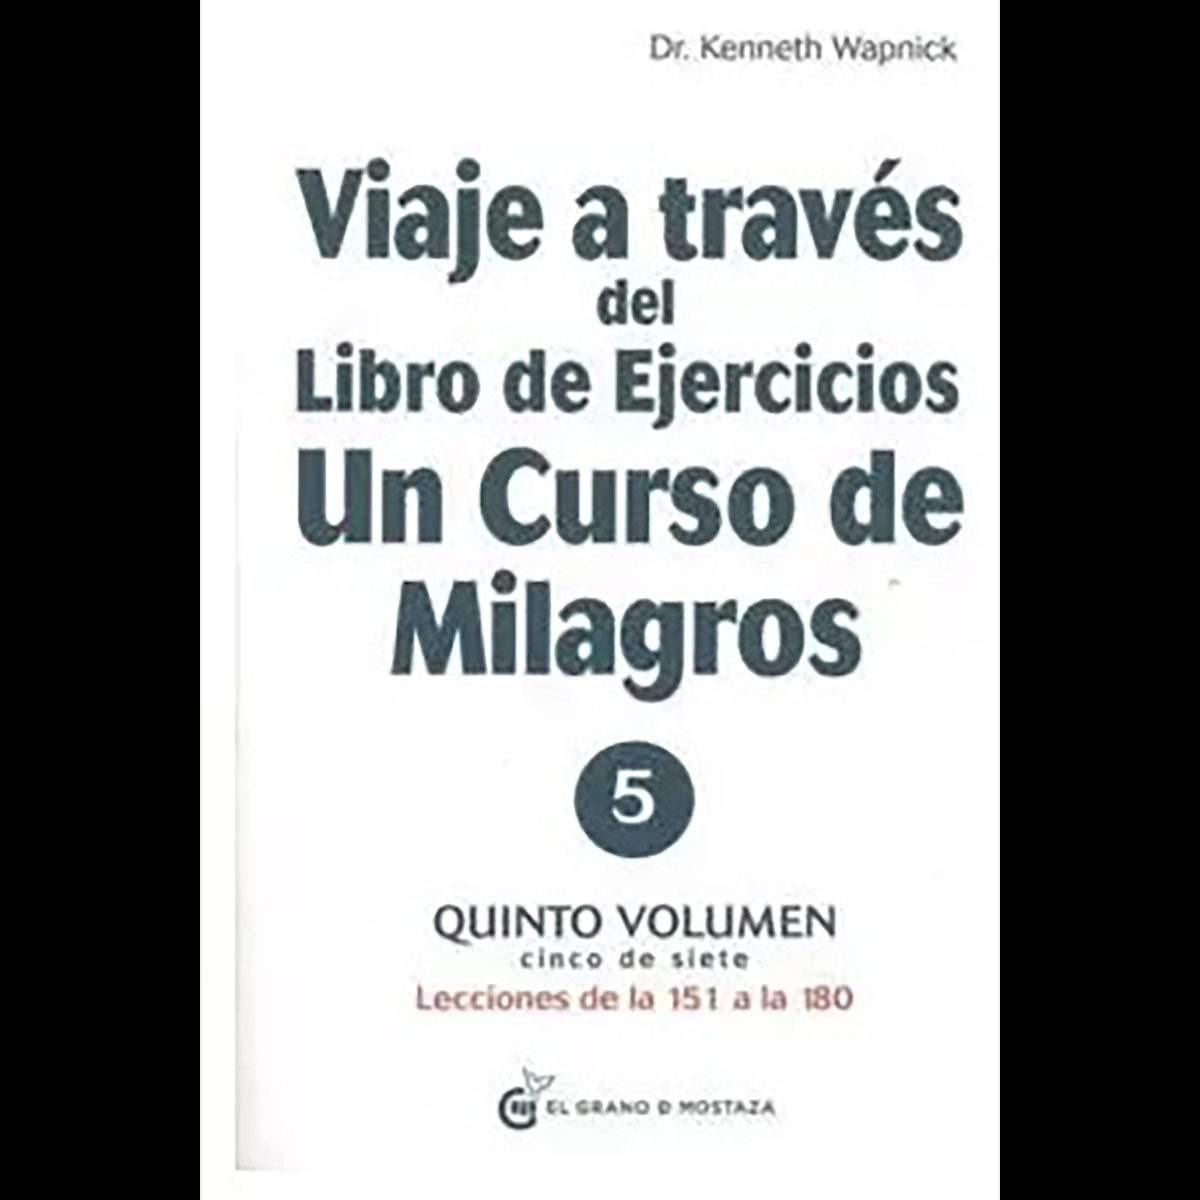 Dr. Kenneth Wapnick
Viaje a través
del
Libro de Ejercicios
Un Curso de
Milagros
5
QUINTO VOLUMEN
cinco de siete
Lecciones de la 151 a la 180
EL GRANO D MOSTAZA